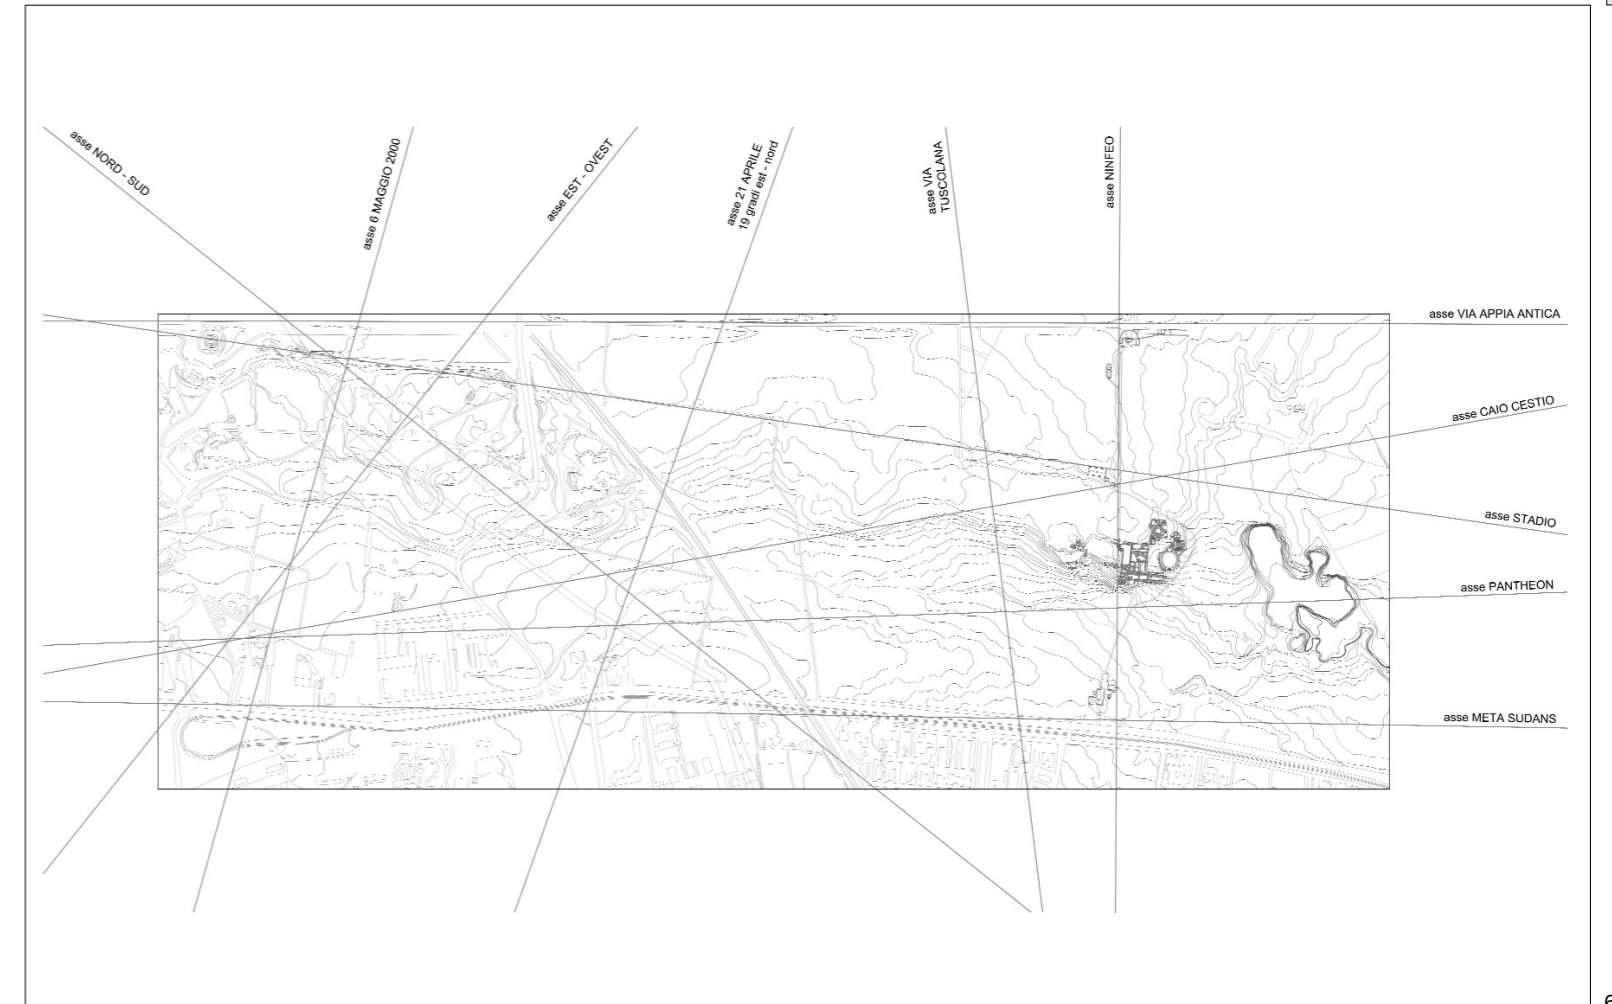 asse NORD - SUD
asse 6 MAGGIO 2000
asse EST - OVEST
asse 21 APRILE
19 gradi est - nord
asse VIA
TUSCOLANA
asse NINFEO
asse VIA APPIA ANTICA
asse CAIO CESTIO
asse STADIO
asse PANTHEON
asse META SUDANS